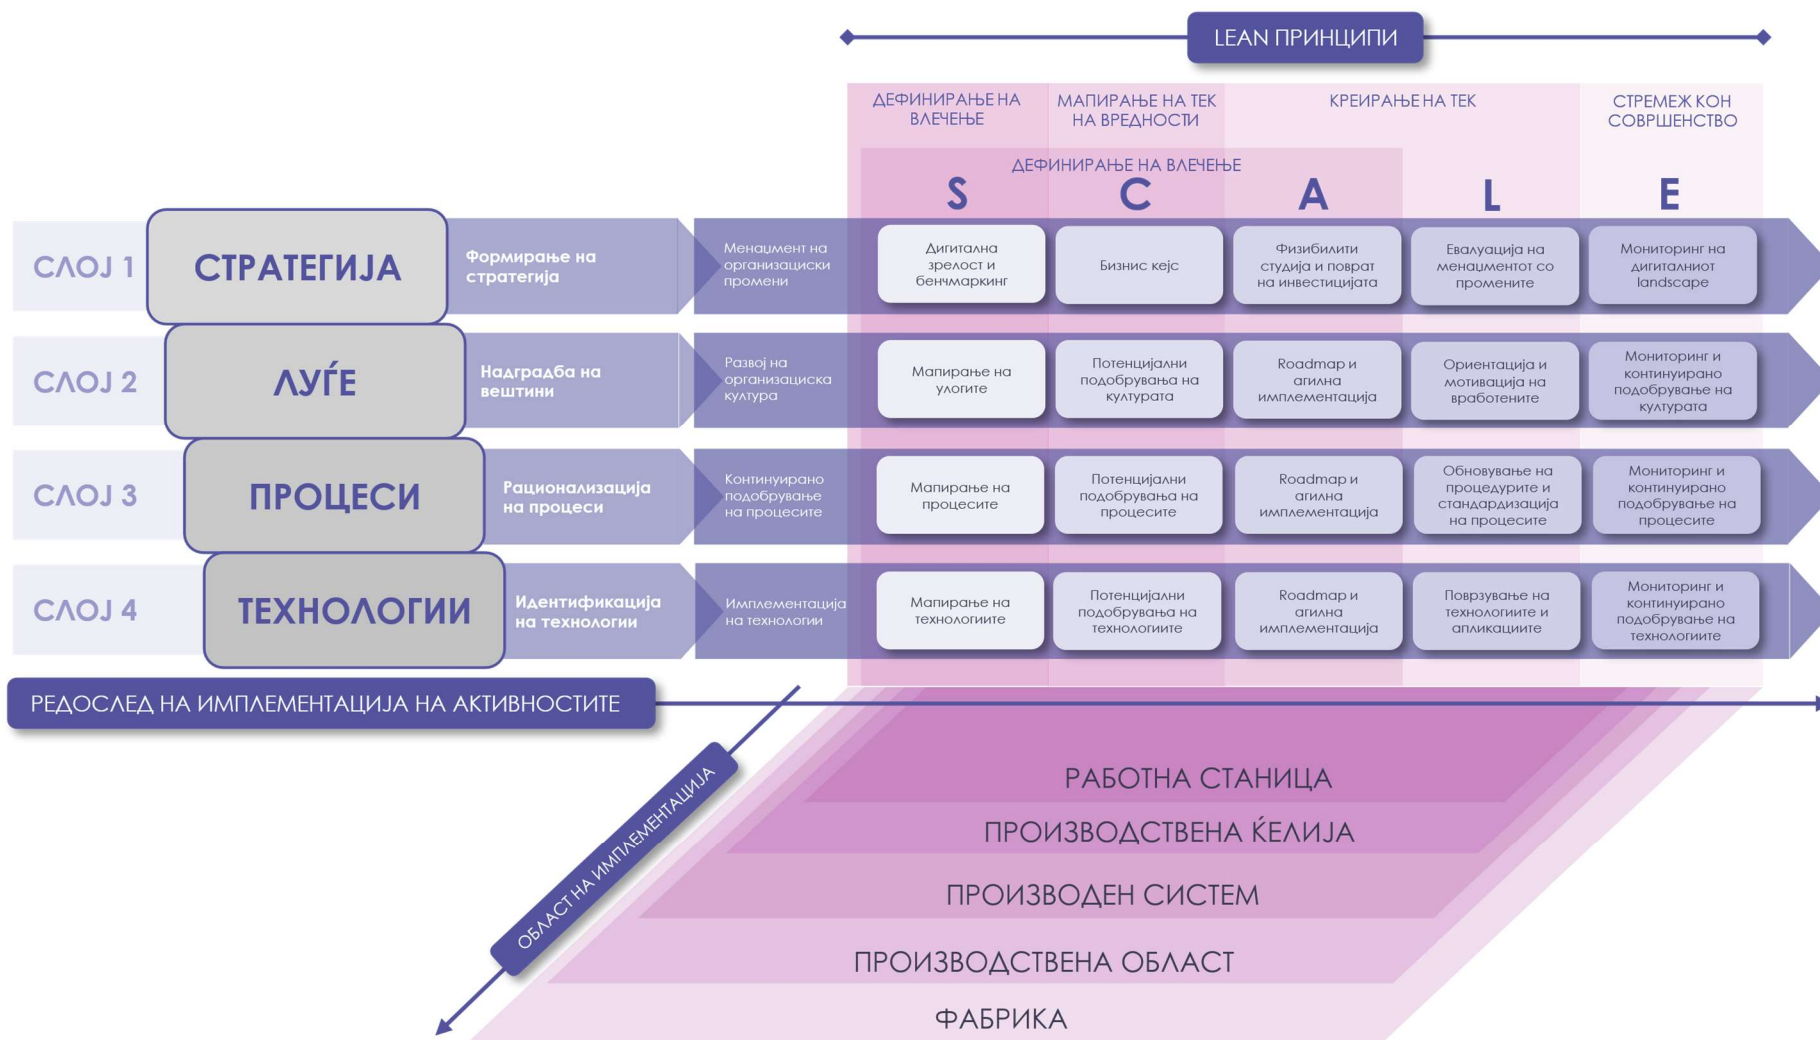 LEAN ПРИНЦИПИ
ДЕФИНИРАЊЕ НА
ВЛЕЧЕЊЕ
МАПИРАЊЕ НА ТЕК
НА ВРЕДНОСТИ
КРЕИРАЊЕ НА ТЕК
СТРЕМЕЖ КОН
СОВРШЕНСТВО
ДЕФИНИРАЊЕ НА ВЛЕЧЕЊЕ
S
C
A
L
E
СЛОЈ 1
СТРАТЕГИЈА
Формирање на
стратегија
Менаџмент на
организациски
промени
Дигитална
зрелост и
бенчмаркинг
Бизнис кејс
Физибилити
студија и поврат
на инвестицијата
Евалуација на
менаџментот со
промените
Мониторинг на
дигиталниот
landscape
СЛОЈ 2
ЛУЃЕ
Надградба на
вештини
Развој на
организациска
култура
Мапирање на
улогите
Потенцијални
подобрувања на
културата
Roadmap и
агилна
имплементација
Ориентација и
мотивација на
вработените
Мониторинг и
континуирано
подобрување на
културата
СЛОЈ 3
ПРОЦЕСИ
Рационализација
на процеси
Континуирано
подобрување
на процесите
Мапирање на
процесите
Потенцијални
подобрувања на
процесите
Roadmap и
агилна
имплементација
Обновување на
процедурите и
стандардизација
на процесите
Мониторинг и
континуирано
подобрување на
процесите
СЛОЈ 4
ТЕХНОЛОГИИ
Идентификација
на технологии
Имплементација
на технологии
Мапирање на
технологиите
Потенцијални
подобрувања на
технологиите
Roadmap и
агилна
имплементација
Поврзување на
технологиите и
апликациите
Мониторинг и
континуирано
подобрување на
технологиите
РЕДОСЛЕД НА ИМПЛЕМЕНТАЦИЈА НА АКТИВНОСТИТЕ
ОБЛАСТ НА ИМПЛЕМЕНТАЦИЈА
РАБОТНА СТАНИЦА
ПРОИЗВОДСТВЕНА ЌЕЛИЈА
ПРОИЗВОДЕН СИСТЕМ
ПРОИЗВОДСТВЕНА ОБЛАСТ
ФАБРИКА